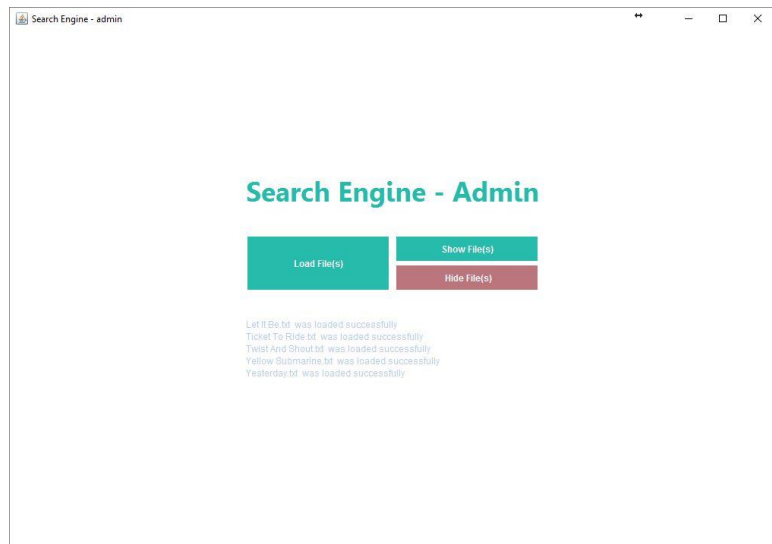 Search Engine - admin
Search Engine - Admin
Load File(s)
Show File(s)
Hide File(s)
Let It Be.txt was loaded successfully
Ticket To Ride.txt was loaded successfully
Twist And Shout.txt was loaded successfully
Yellow Submarine.txt was loaded successfully
Yesterday.txt was loaded successfully